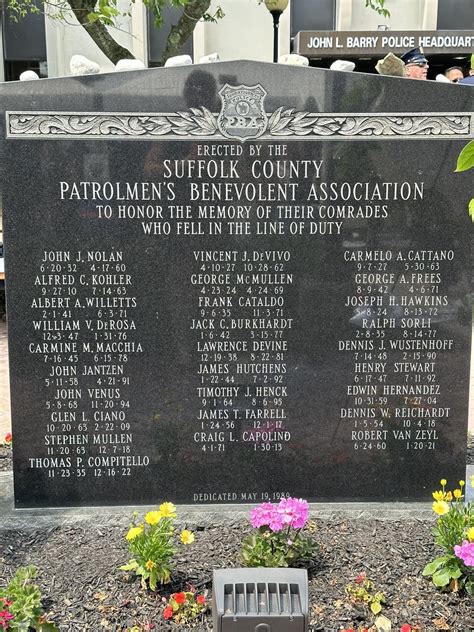 JOHN L. BARRY POLICE HEADQUARTERS
PBA
ERECTED BY THE
SUFFOLK COUNTY
PATROLMEN'S BENEVOLENT ASSOCIATION
TO HONOR THE MEMORY OF THEIR COMRADES
WHO FELL IN THE LINE OF DUTY
JOHN J. NOLAN
6·20·32 4·17·60
ALFRED C. KOHLER
9·27·10 7·14·63
ALBERT A. WILLETTS
2·1·41 6·3·71
WILLIAM V. DeROSA
12·3·47 1·31·76
CARMINE M. MACCHIA
7·16·45 6·15·78
JOHN JANTZEN
5·11·58 4·21·91
JOHN VENUS
5·8·68 11·20·94
GLEN L. CIANO
10·20·63 2·22·09
STEPHEN MULLEN
11·20·63 12·7·18
THOMAS P. COMPITELLO
11·23·35 12·16·22
VINCENT J. DeVIVO
4·10·27 10·28·62
GEORGE McMULLEN
4·23·24 4·24·69
FRANK CATALDO
9·6·35 11·3·71
JACK C. BURKHARDT
1·6·42 3·15·77
LAWRENCE DEVINE
12·19·38 8·22·81
JAMES HUTCHENS
1·22·44 7·2·92
TIMOTHY J. HENCK
9·1·64 8·6·95
JAMES T. FARRELL
1·24·56 12·1·17
CRAIG L. CAPOLINO
4·1·71 1·30·13
CARMELO A. CATTANO
9·7·27 5·30·63
GEORGE A. FREES
8·9·42 4·6·71
JOSEPH H. HAWKINS
5·8·24 8·13·72
RALPH SORLI
2·8·35 8·14·77
DENNIS J. WUSTENHOFF
7·14·48 2·15·90
HENRY STEWART
6·17·47 7·11·92
EDWIN HERNANDEZ
10·31·59 7·27·04
DENNIS W. REICHARDT
1·5·54 10·4·18
ROBERT VAN ZEYL
6·24·60 1·20·21
DEDICATED MAY 19, 1980